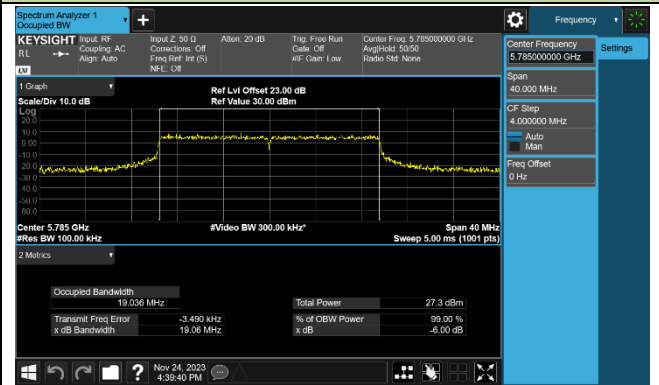 Spectrum Analyzer 1
Occupied BW
+
Frequency
KEYSIGHT
RL
LXI
Input: RF
Coupling: AC
Align: Auto
Input Z: 50 Ω
Corrections: Off
Freq Ref: Int (S)
NFE: Off
Atten: 20 dB
Trig: Free Run
Gate: Off
#IF Gain: Low
Center Freq: 5.785000000 GHz
Avg|Hold: 50/50
Radio Std: None
Center Frequency
5.785000000 GHz
Settings
Span
40.000 MHz
CF Step
4.000000 MHz
Auto
Man
Freq Offset
0 Hz
1 Graph
Scale/Div 10.0 dB
Ref Lvl Offset 23.00 dB
Ref Value 30.00 dBm
Log
20.0
10.0
0.00
-10.0
-20.0
-30.0
-40.0
-50.0
-60.0
Center 5.785 GHz
#Video BW 300.00 kHz*
Span 40 MHz
#Res BW 100.00 kHz
Sweep 5.00 ms (1001 pts)
2 Metrics
Occupied Bandwidth
19.036 MHz
Total Power 27.3 dBm
Transmit Freq Error -3.490 kHz
% of OBW Power 99.00 %
x dB Bandwidth 19.06 MHz
x dB -6.00 dB
?
Nov 24, 2023
4:39:40 PM